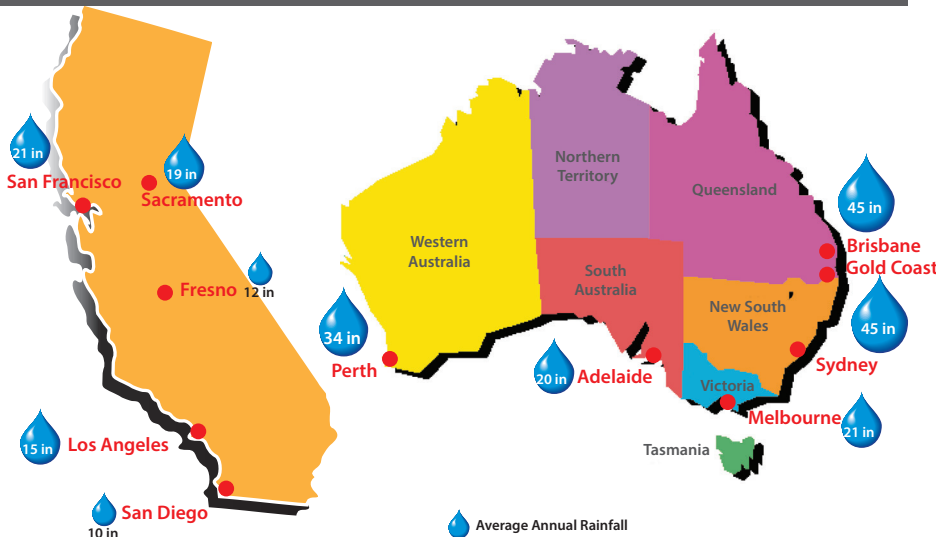 21 in
San Francisco
19 in
Sacramento
Fresno
12 in
15 in
Los Angeles
San Diego
10 in
Northern
Territory
Queensland
Western
Australia
South
Australia
New South
Wales
Victoria
Tasmania
45 in
Brisbane
Gold Coast
45 in
Sydney
34 in
Perth
20 in
Adelaide
Melbourne
21 in
Average Annual Rainfall